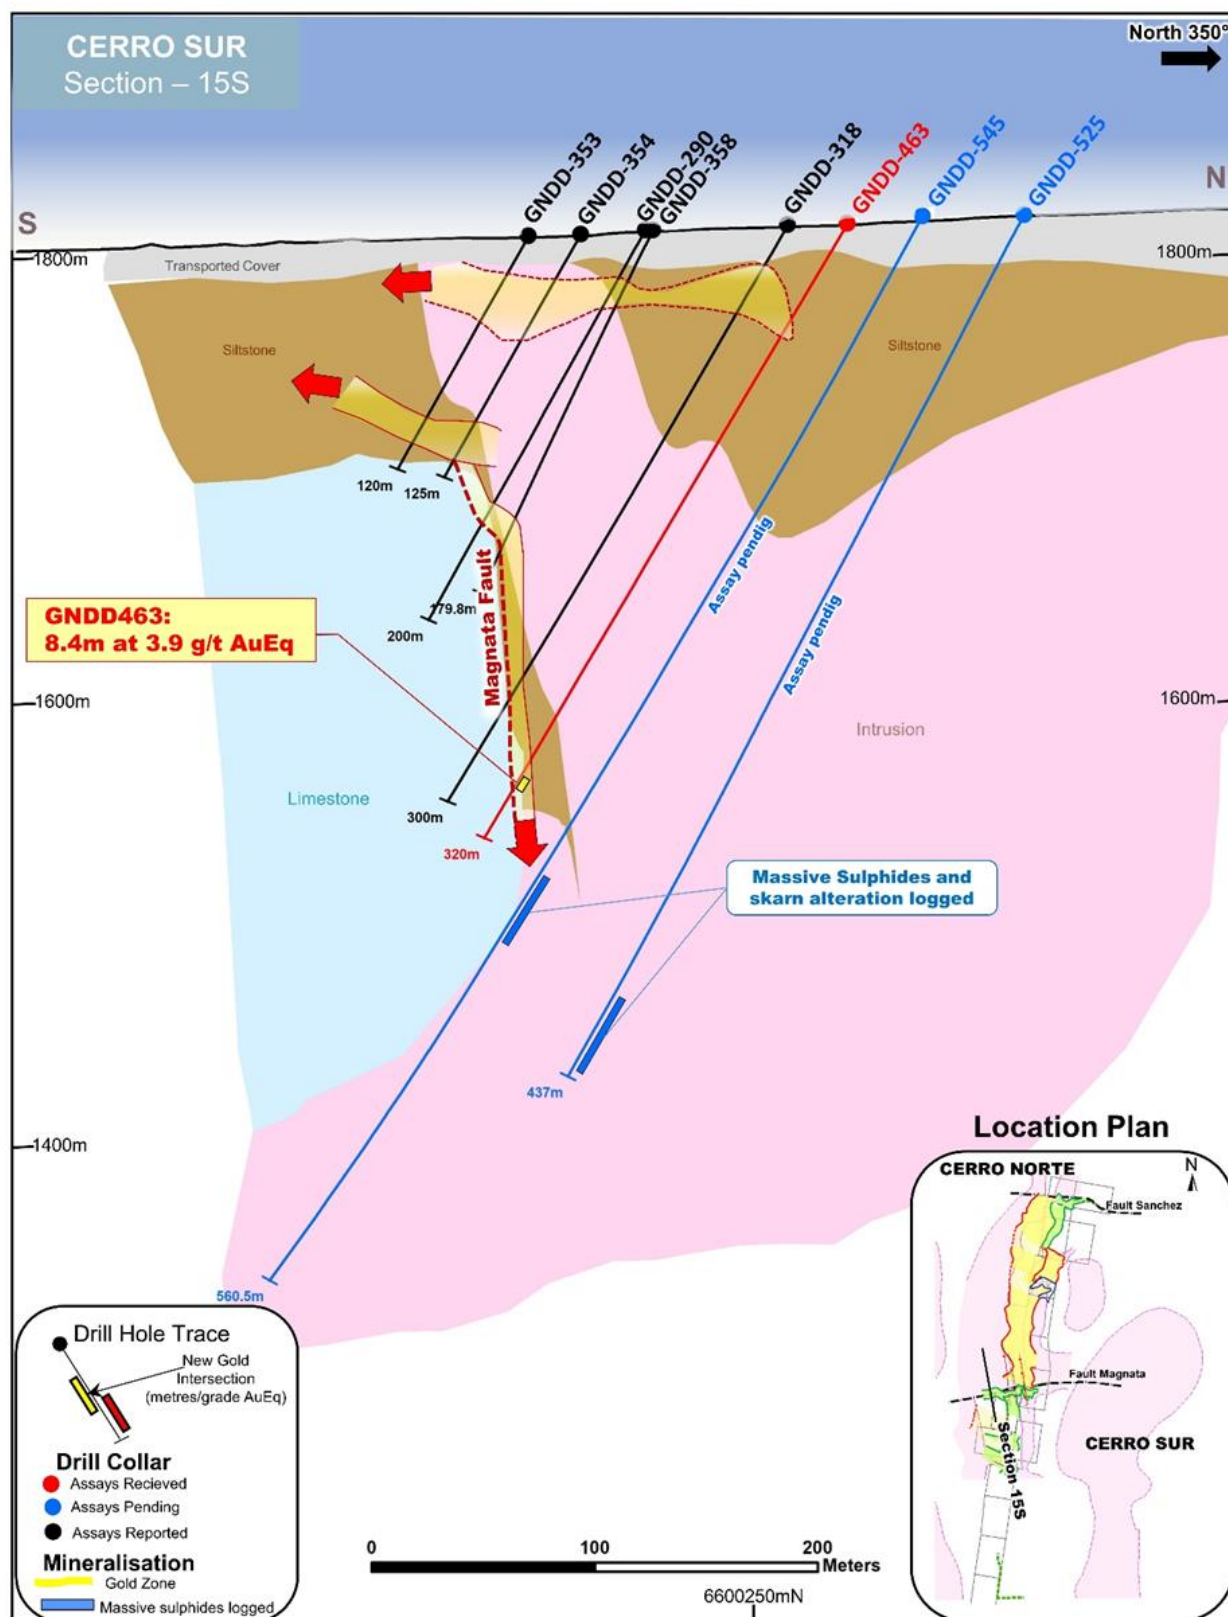 CERRO SUR
Section – 15S
North 350°
GNDD-353
GNDD-354
GNDD-290
GNDD-358
GNDD-318
GNDD-463
GNDD-545
GNDD-525
S
N
1800m
1800m
Transported Cover
Siltstone
Siltstone
120m
125m
Assay pendig
Assay pendig
179.8m
200m
GNDD463:
8.4m at 3.9 g/t AuEq
Magnata Fault
1600m
1600m
Intrusion
Limestone
300m
320m
Massive Sulphides and
skarn alteration logged
437m
1400m
560.5m
Location Plan
CERRO NORTE
N
Fault Sanchez
Fault Magnata
CERRO SUR
Section 15S
Drill Hole Trace
New Gold
Intersection
(metres/grade AuEq)
Drill Collar
Assays Recieved
Assays Pending
Assays Reported
Mineralisation
Gold Zone
Massive sulphides logged
0 100 200
Meters
6600250mN